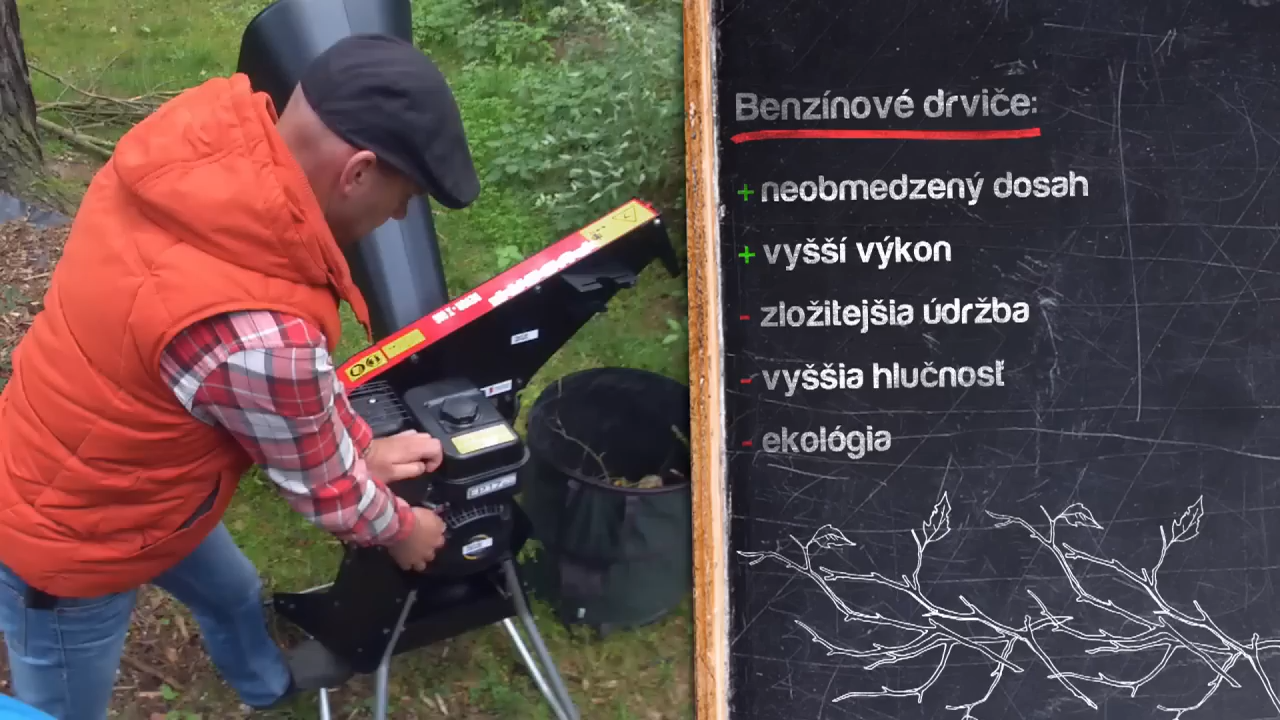 Benzínové drviče:
+ neobmedzený dosah
+ vyšší výkon
- zložitejšia údržba
- vyššia hlučnosť
- ekológia